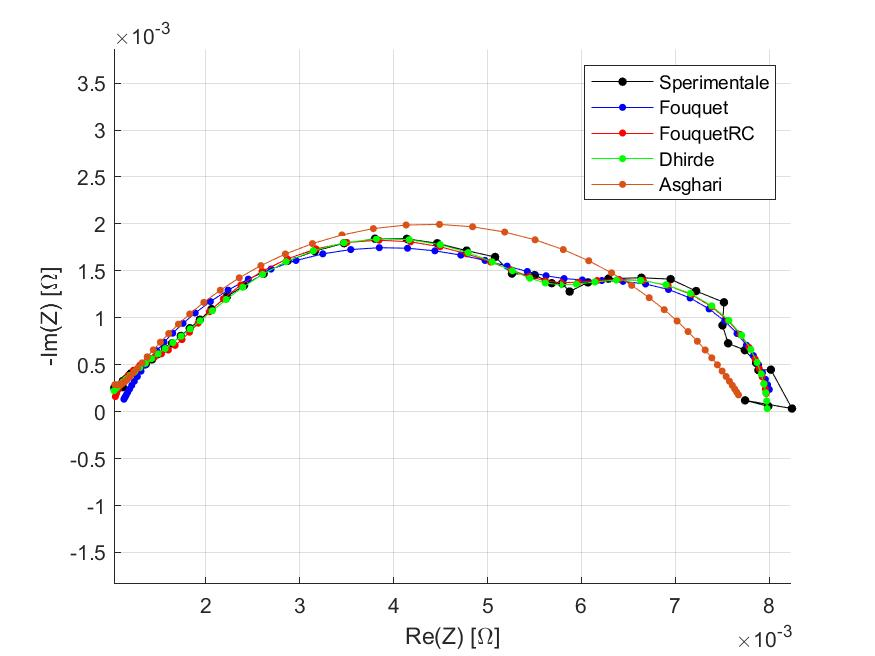 ×10⁻³
3.5
3
2.5
2
1.5
1
0.5
0
-0.5
-1
-1.5
-Im(Z) [Ω]
Sperimentale
Fouquet
FouquetRC
Dhirde
Asghari
2 3 4 5 6 7 8
Re(Z) [Ω]
×10⁻³